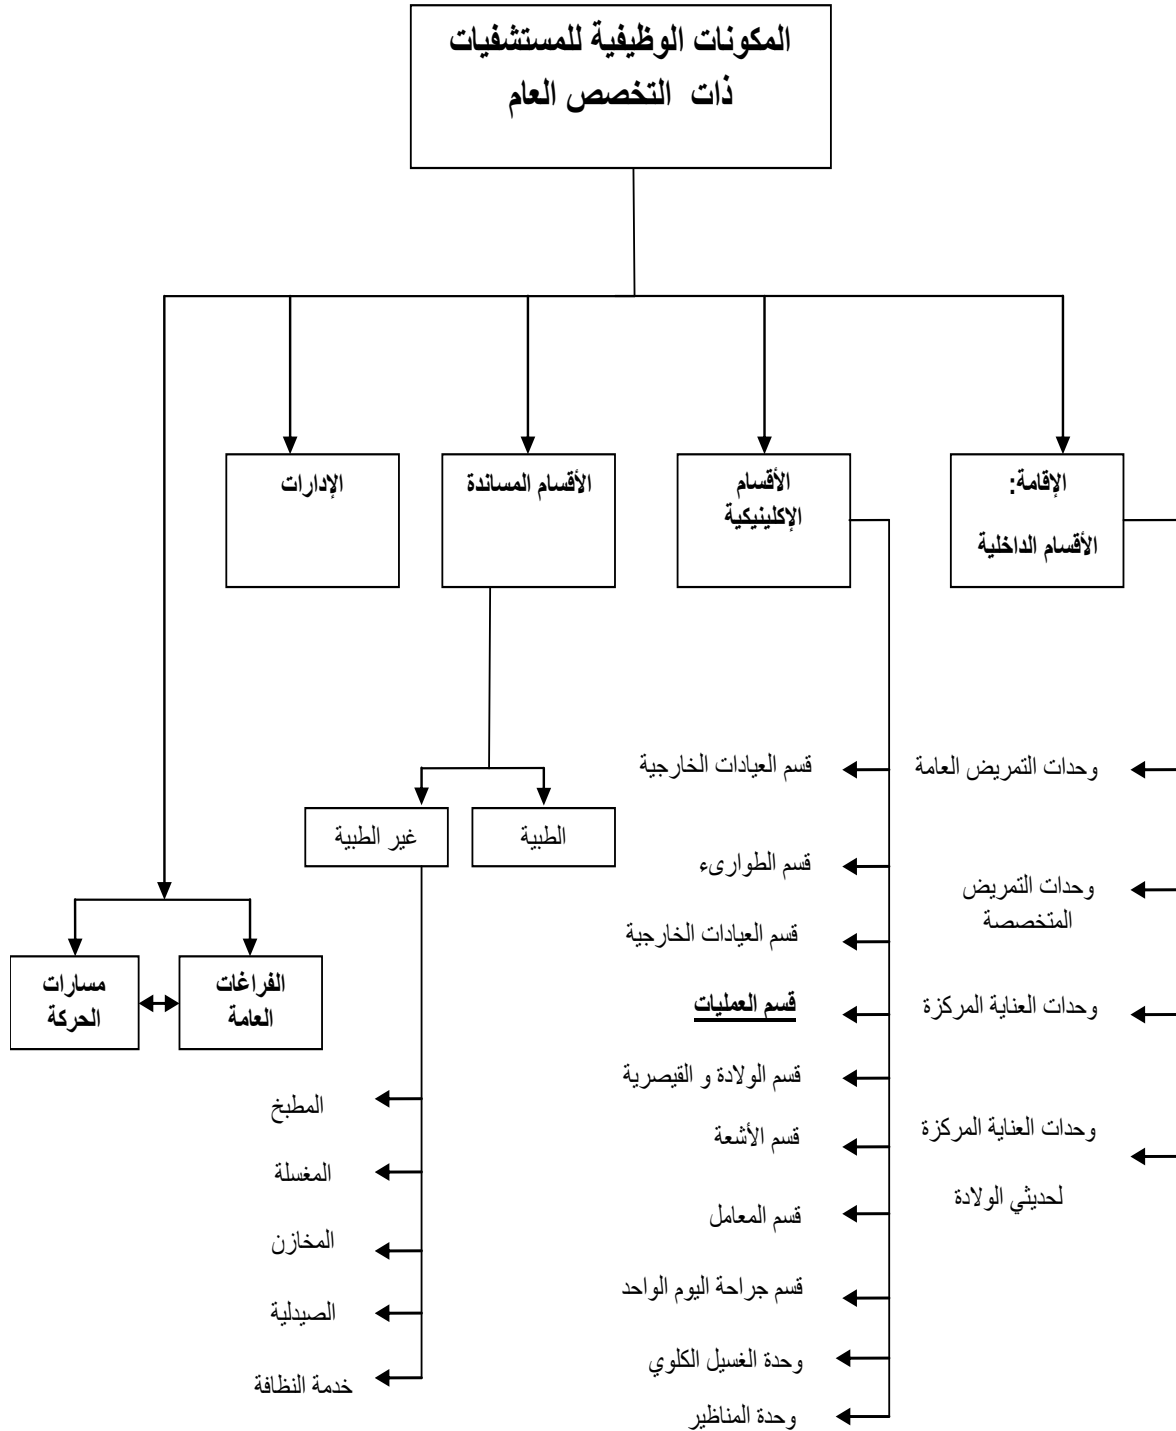 المكونات الوظيفية للمستشفيات
ذات التخصص العام
الإقامة:
الأقسام الداخلية
الأقسام
الإكلينيكية
الأقسام المساندة
الإدارات
وحدات التمريض العامة
وحدات التمريض
المتخصصة
وحدات العناية المركزة
وحدات العناية المركزة
لحديثي الولادة
قسم العيادات الخارجية
قسم الطوارىء
قسم العيادات الخارجية
قسم العمليات
قسم الولادة و القيصرية
قسم الأشعة
قسم المعامل
قسم جراحة اليوم الواحد
وحدة الغسيل الكلوي
وحدة المناظير
الطبية
غير الطبية
المطبخ
المغسلة
المخازن
الصيدلية
خدمة النظافة
الفراغات
العامة
مسارات
الحركة